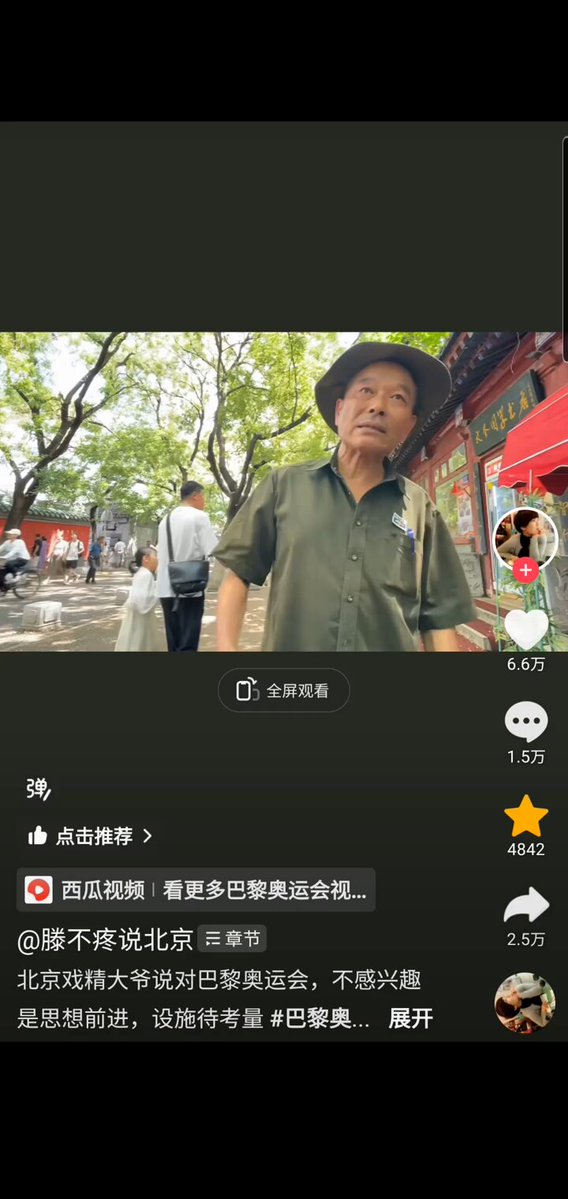 全屏观看
6.6万
1.5万
4842
2.5万
弹
点击推荐
西瓜视频 | 看更多巴黎奥运会视...
@滕不疼说北京 章节
北京戏精大爷说对巴黎奥运会，不感兴趣
是思想前进，设施待考量 #巴黎奥... 展开